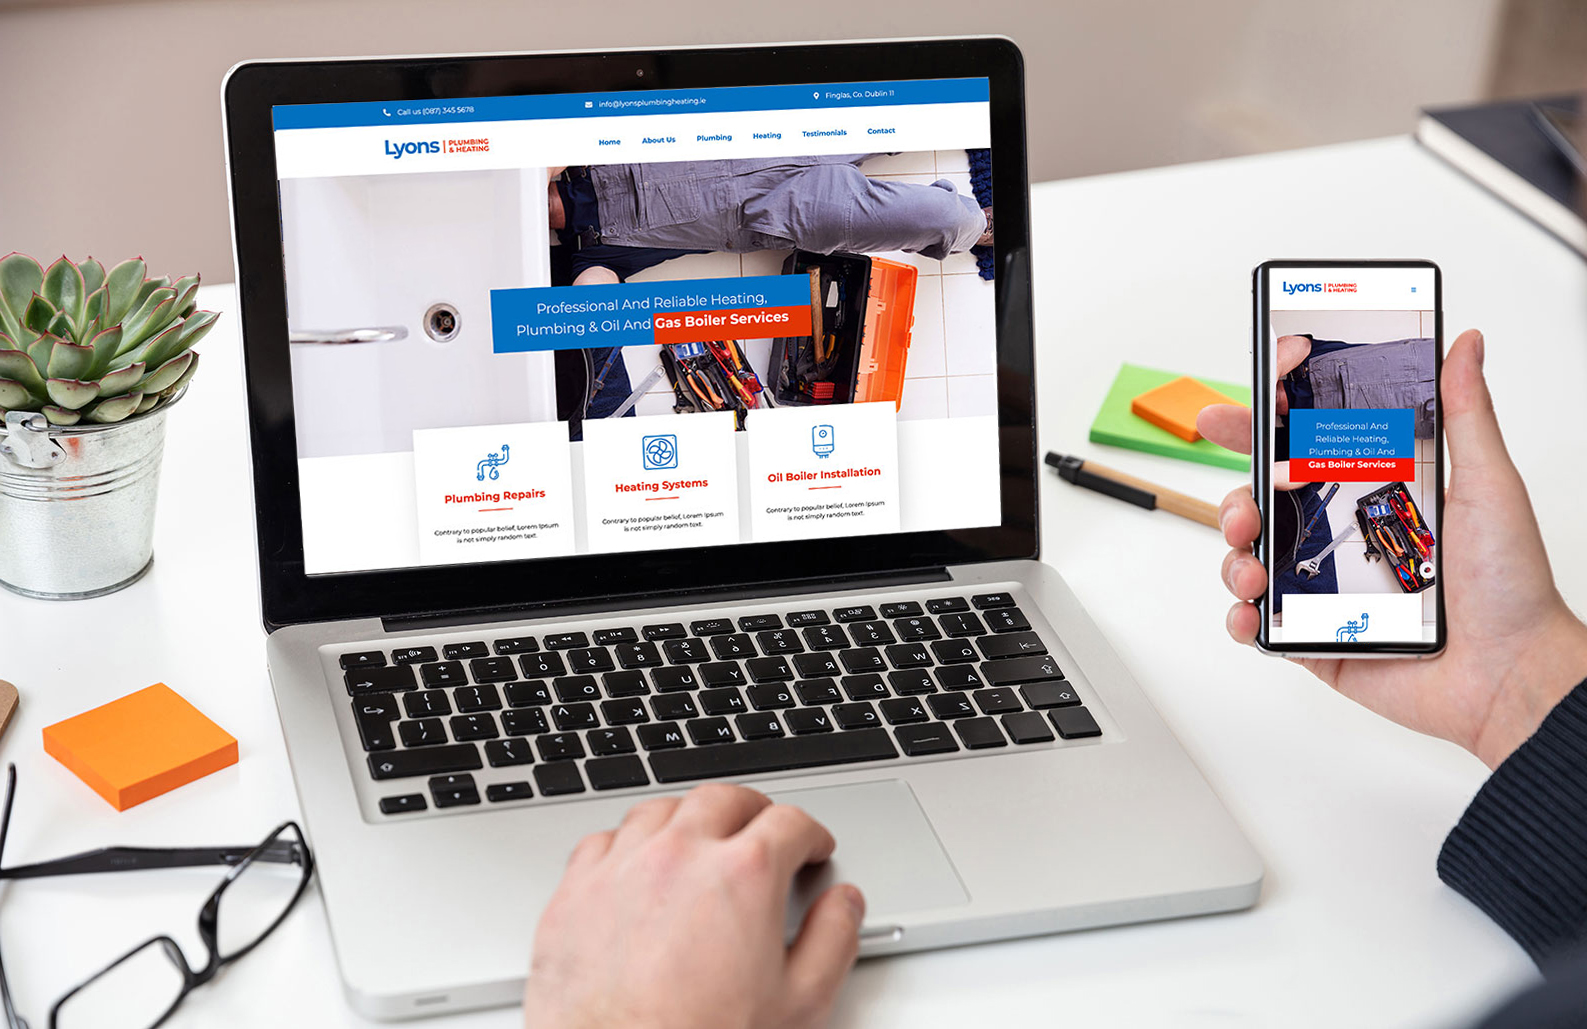 Call us (087) 345 5678
info@lyonsplumbingheating.ie
Finglas, Co. Dublin 11
Lyons | PLUMBING
& HEATING
Home About Us Plumbing Heating Testimonials Contact
Professional And Reliable Heating,
Plumbing & Oil And Gas Boiler Services
Plumbing Repairs
Contrary to popular belief, Lorem Ipsum
is not simply random text.
Heating Systems
Contrary to popular belief, Lorem Ipsum
is not simply random text.
Oil Boiler Installation
Contrary to popular belief, Lorem Ipsum
is not simply random text.
Lyons | PLUMBING
& HEATING
Professional And
Reliable Heating,
Plumbing & Oil And
Gas Boiler Services